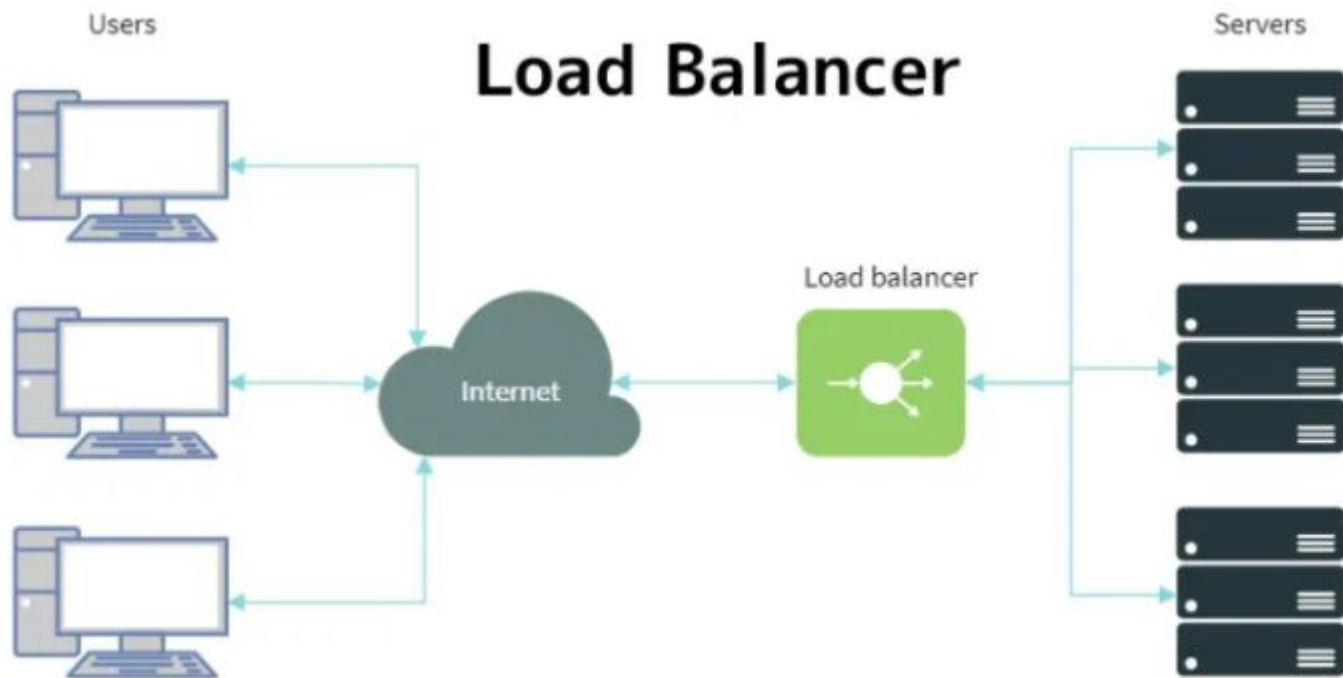 Users
Load Balancer
Servers
Load balancer
Internet